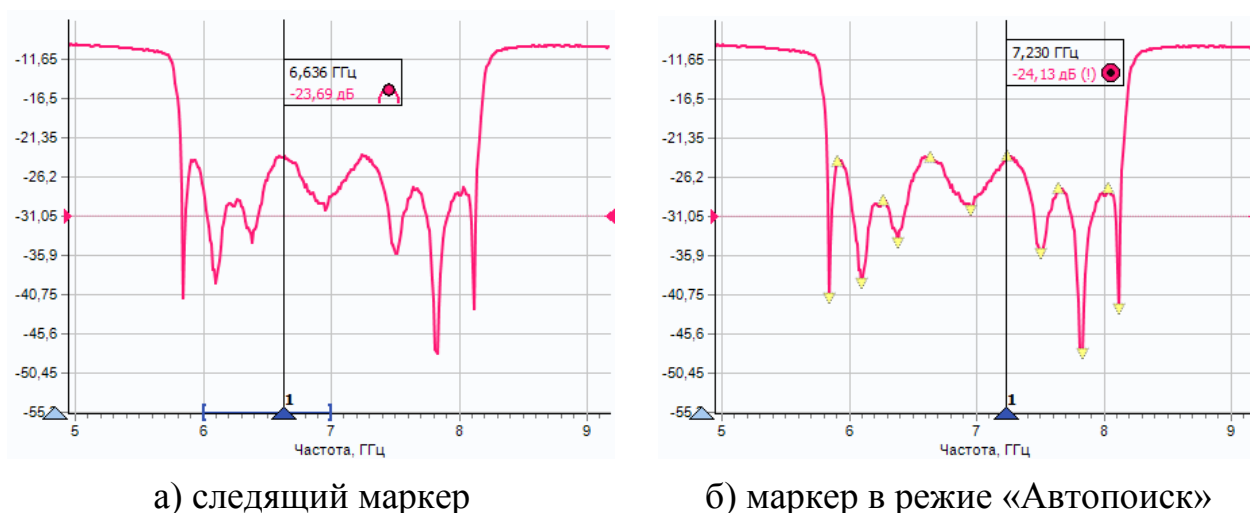 6,636 ГГц
-23,69 дБ
-11.65
-16,5
-21,35
-26,2
-31,05
-35,9
-40,75
-45,6
-50,45
1
5 6 7 8 9
Частота, ГГц
а) следящий маркер
7,230 ГГц
-24,13 дБ (!)
-11.65
-16,5
-21,35
-26,2
-31,05
-35,9
-40,75
-45,6
-50,45
1
5 6 7 8 9
Частота, ГГц
б) маркер в режие «Автопоиск»